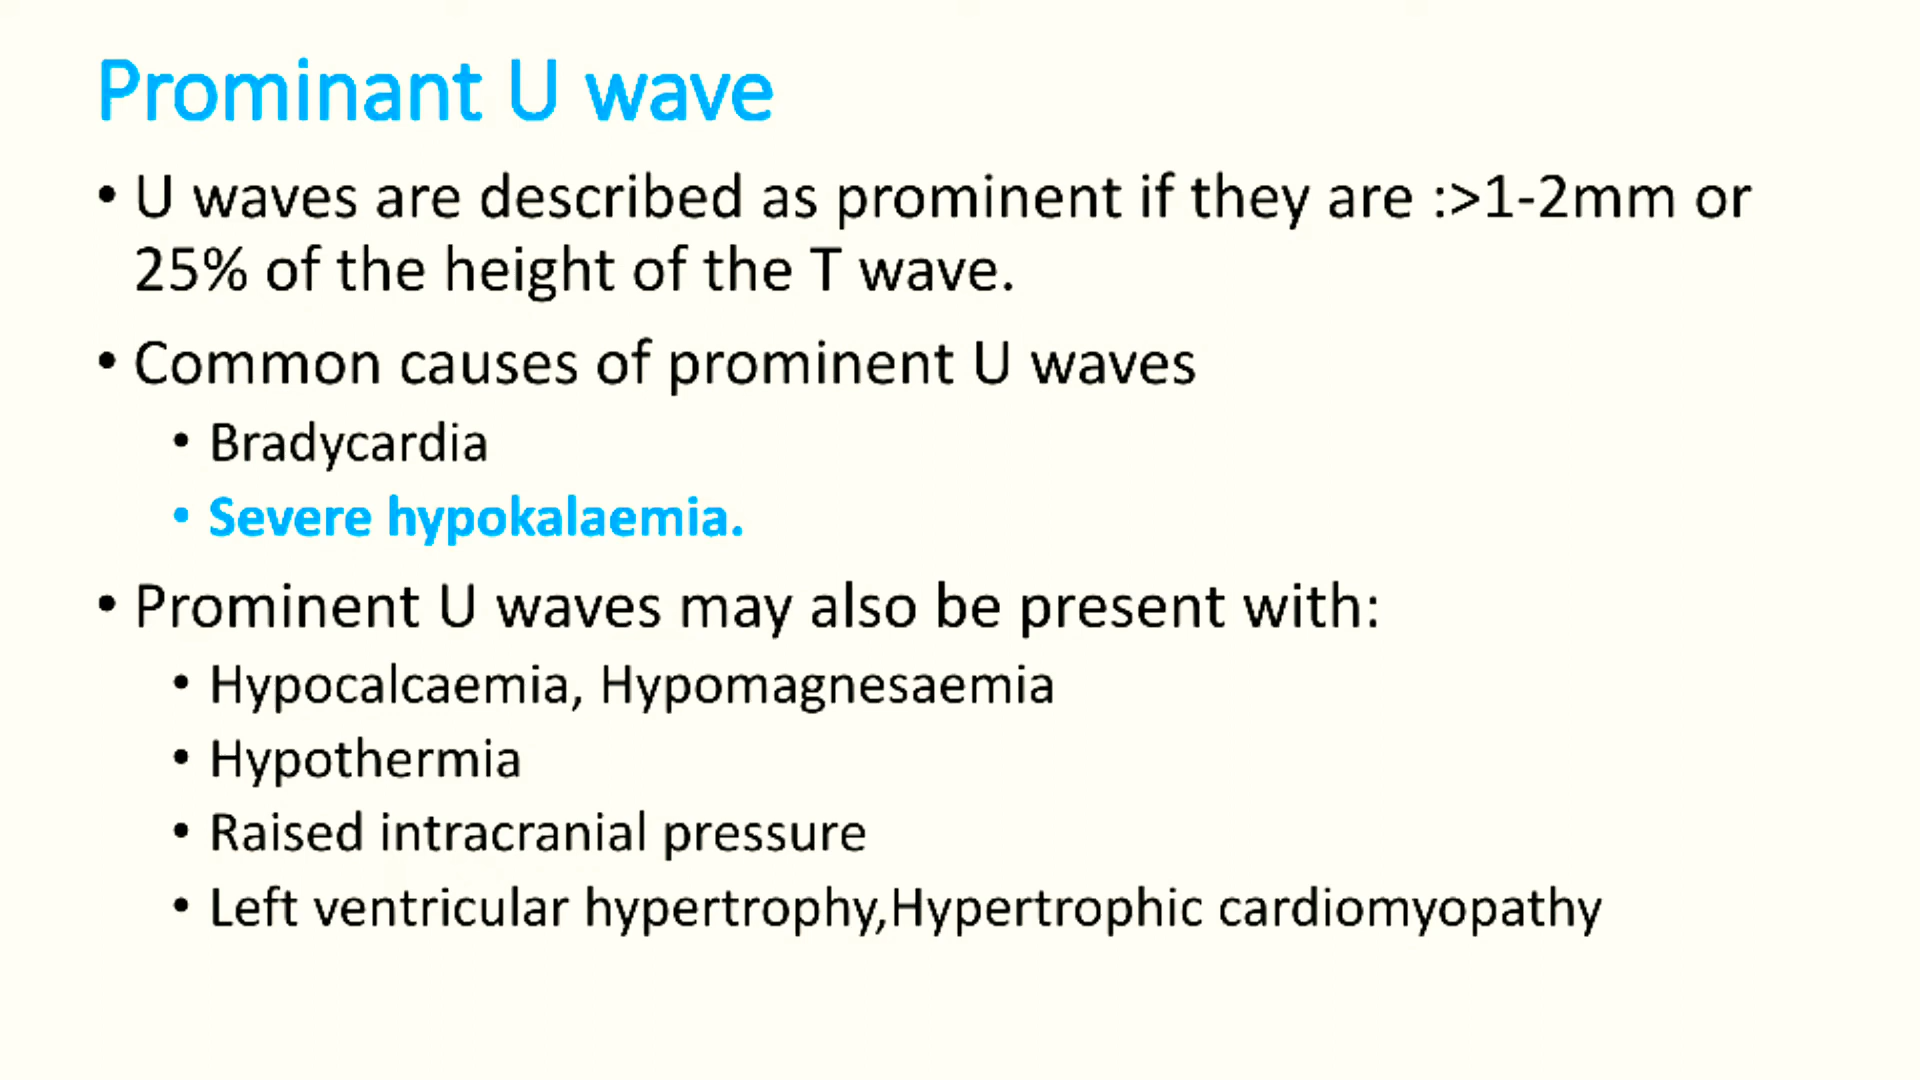 Prominant U wave
• U waves are described as prominent if they are :>1-2mm or
25% of the height of the T wave.
• Common causes of prominent U waves
• Bradycardia
• Severe hypokalaemia.
• Prominent U waves may also be present with:
• Hypocalcaemia, Hypomagnesaemia
• Hypothermia
• Raised intracranial pressure
• Left ventricular hypertrophy,Hypertrophic cardiomyopathy